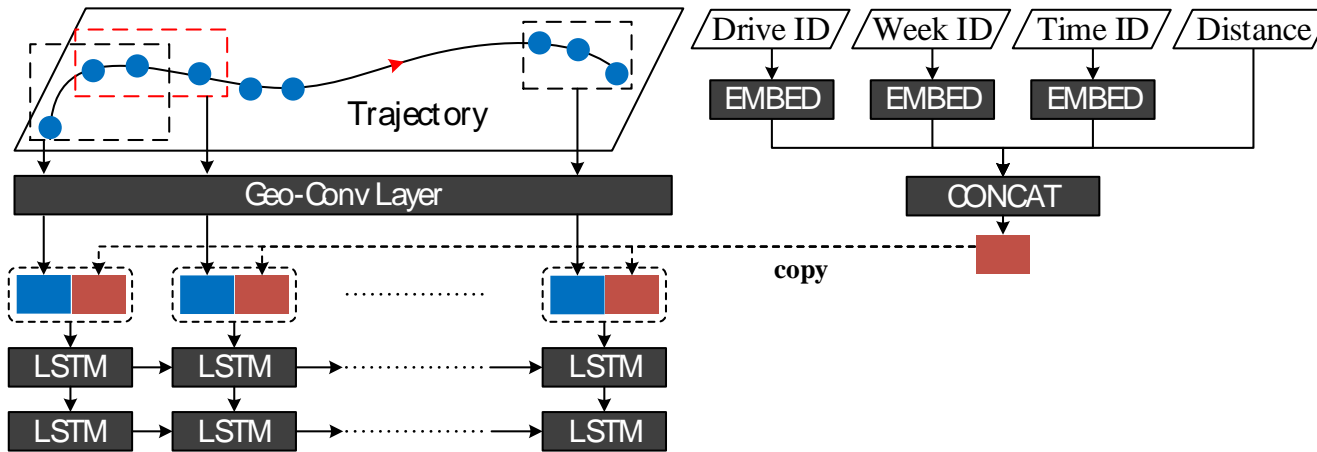 Drive ID
Week ID
Time ID
Distance
EMBED
EMBED
EMBED
Trajectory
Geo-Conv Layer
CONCAT
copy
LSTM
LSTM
LSTM
LSTM
LSTM
LSTM